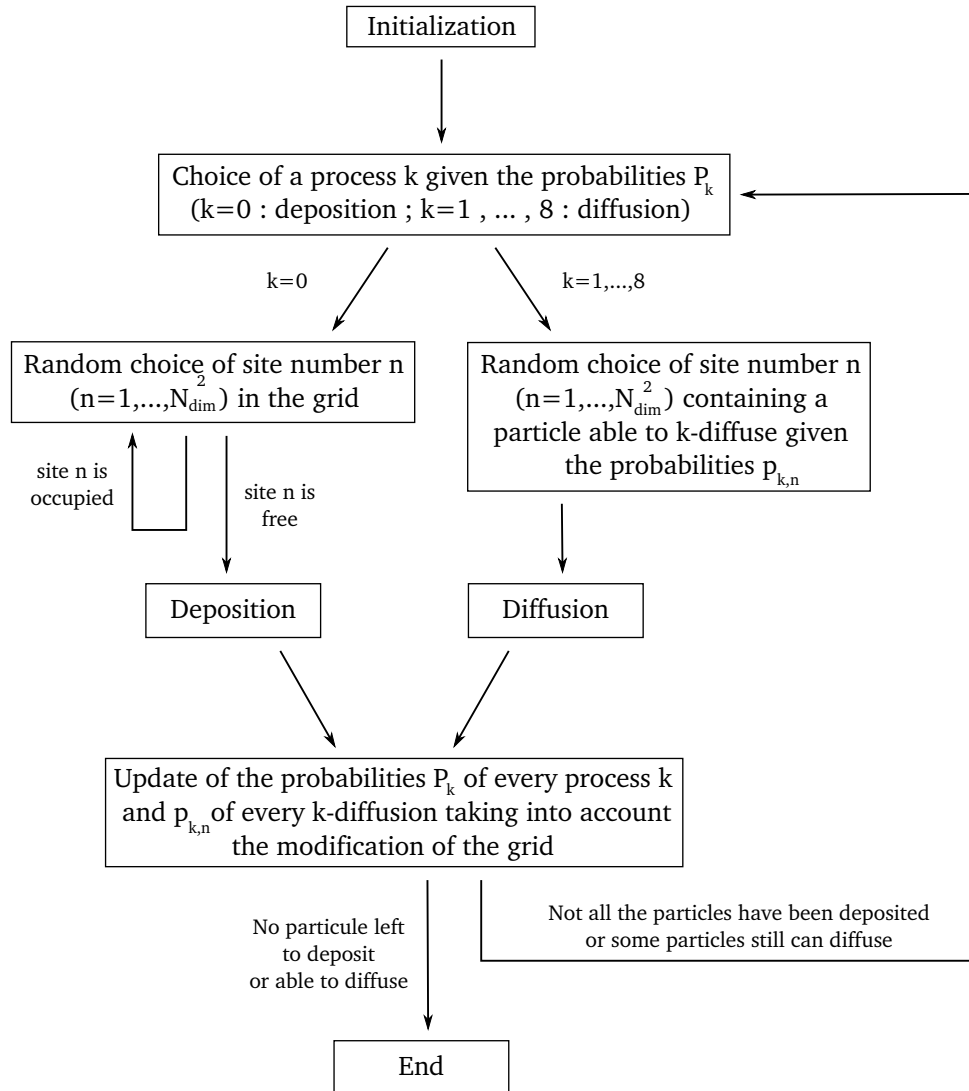 Initialization
Choice of a process k given the probabilities P_k
(k=0 : deposition ; k=1 , ... , 8 : diffusion)
k=0
k=1,...,8
Random choice of site number n
(n=1,...,N_dim^2) in the grid
Random choice of site number n
(n=1,...,N_dim^2) containing a
particle able to k-diffuse given
the probabilities p_k,n
site n is
occupied
site n is
free
Deposition
Diffusion
Update of the probabilities P_k of every process k
and p_k,n of every k-diffusion taking into account
the modification of the grid
No particule left
to deposit
or able to diffuse
Not all the particles have been deposited
or some particles still can diffuse
End